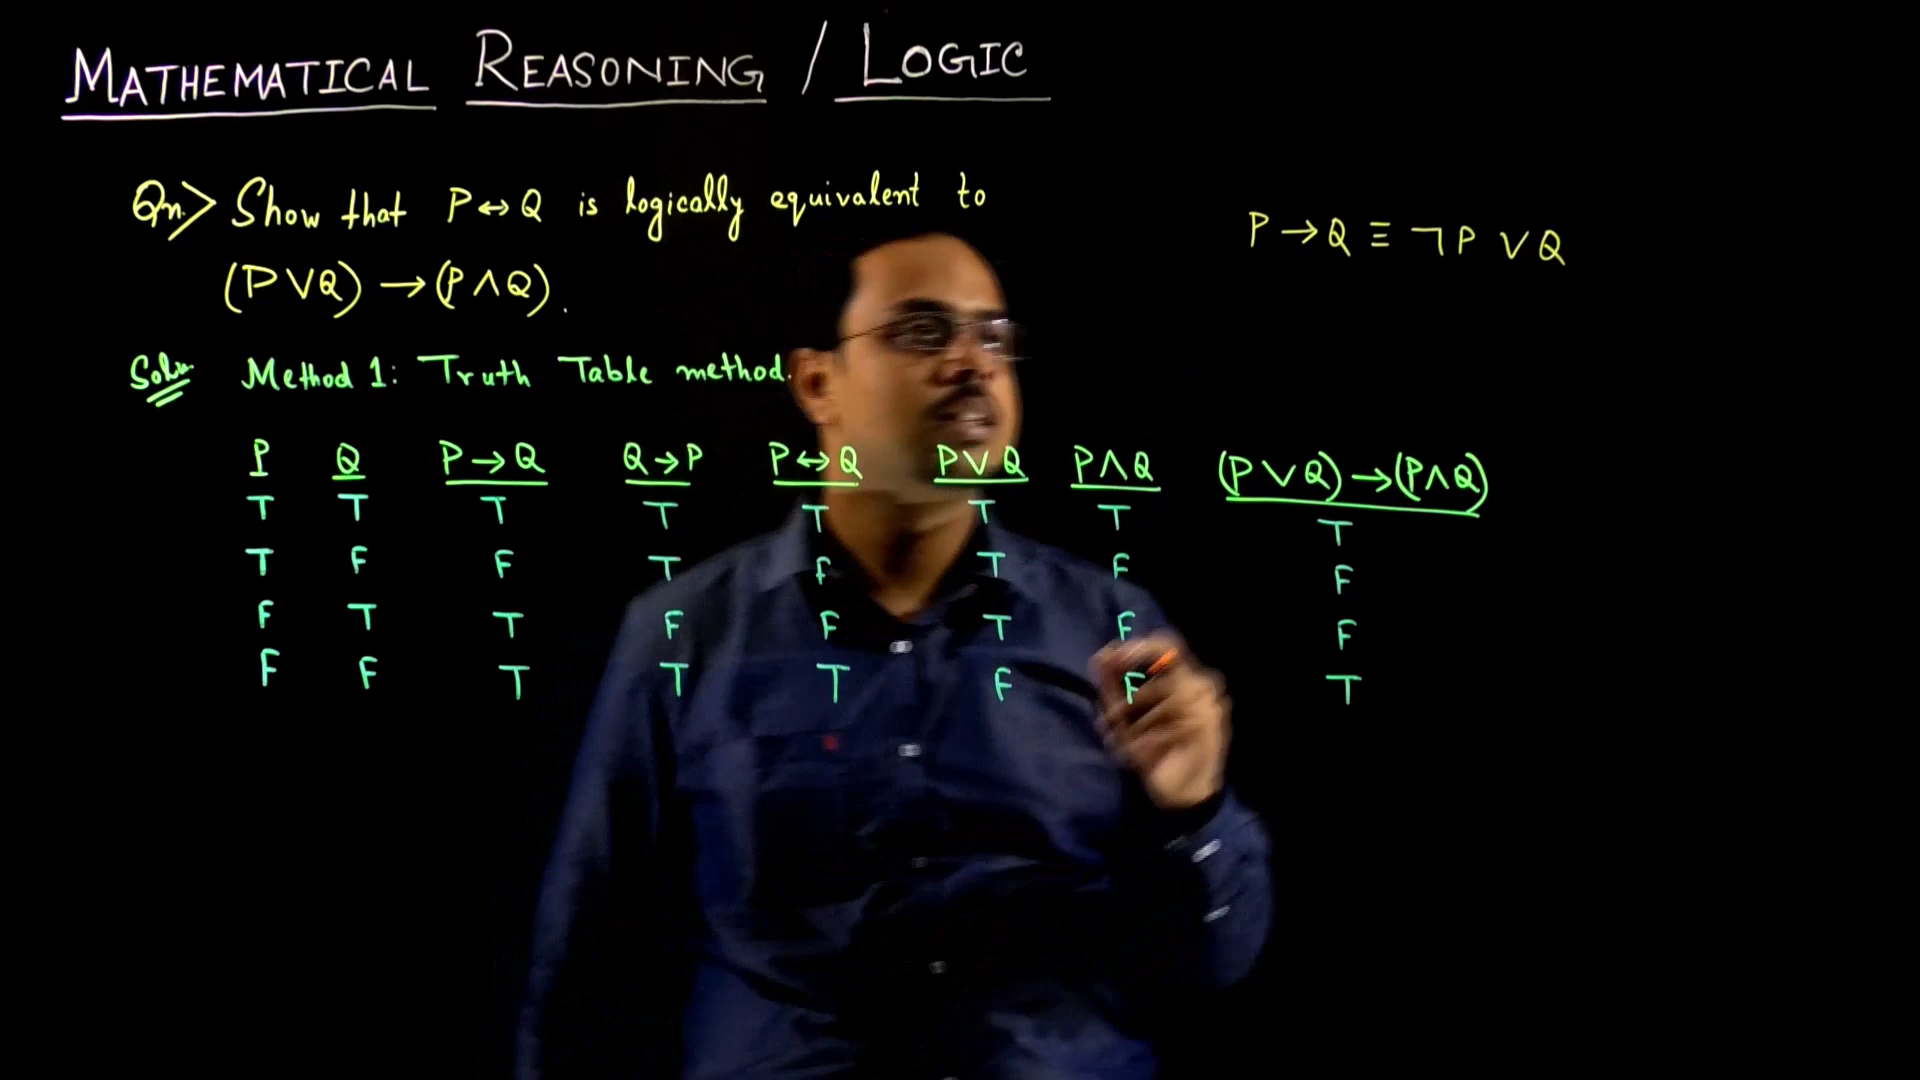 MATHEMATICAL REASONING / LOGIC
Qn.> Show that P ↔ Q is logically equivalent to
(P ∨ Q) → (P ∧ Q).
P → Q ≡ ¬P ∨ Q
Soln. Method 1: Truth Table method.
P Q P → Q Q → P P ↔ Q P ∨ Q P ∧ Q (P ∨ Q) → (P ∧ Q)
T T T T T T T T
T F F T F T F F
F T T F F T F F
F F T T T F F T